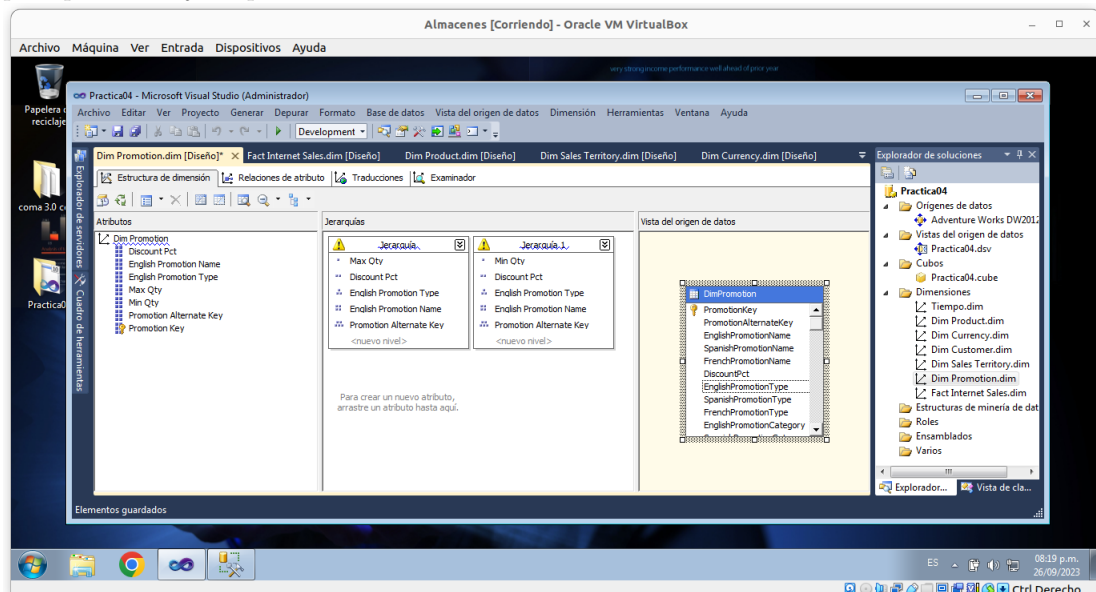 Almacenes [Corriendo] - Oracle VM VirtualBox
Archivo Máquina Ver Entrada Dispositivos Ayuda
very strong income performance well ahead of prior year
Papelera
reciclaje
coma 3.0
Practica0
Practica04 - Microsoft Visual Studio (Administrador)
Archivo Editar Ver Proyecto Generar Depurar Formato Base de datos Vista del origen de datos Dimensión Herramientas Ventana Ayuda
Development
Dim Promotion.dim [Diseño]* Fact Internet Sales.dim [Diseño] Dim Product.dim [Diseño] Dim Sales Territory.dim [Diseño] Dim Currency.dim [Diseño]
Estructura de dimensión Relaciones de atributo Traducciones Examinador
Explorador de servidores
Cuadro de herramientas
Atributos
Dim Promotion
Discount Pct
English Promotion Name
English Promotion Type
Max Qty
Min Qty
Promotion Alternate Key
Promotion Key
Jerarquías
Jerarquía
Max Qty
Discount Pct
English Promotion Type
English Promotion Name
Promotion Alternate Key
<nuevo nivel>
Jerarquía 1
Min Qty
Discount Pct
English Promotion Type
English Promotion Name
Promotion Alternate Key
<nuevo nivel>
Para crear un nuevo atributo,
arrastre un atributo hasta aquí.
Vista del origen de datos
DimPromotion
PromotionKey
PromotionAlternateKey
EnglishPromotionName
SpanishPromotionName
FrenchPromotionName
DiscountPct
EnglishPromotionType
SpanishPromotionType
FrenchPromotionType
EnglishPromotionCategory
Explorador de soluciones
Practica04
Orígenes de datos
Adventure Works DW2012
Vistas del origen de datos
Practica04.dsv
Cubos
Practica04.cube
Dimensiones
Tiempo.dim
Dim Product.dim
Dim Currency.dim
Dim Customer.dim
Dim Sales Territory.dim
Dim Promotion.dim
Fact Internet Sales.dim
Estructuras de minería de dat
Roles
Ensamblados
Varios
Explorador... Vista de cla...
Elementos guardados
ES
08:19 p.m.
26/09/2023
Ctrl Derecho